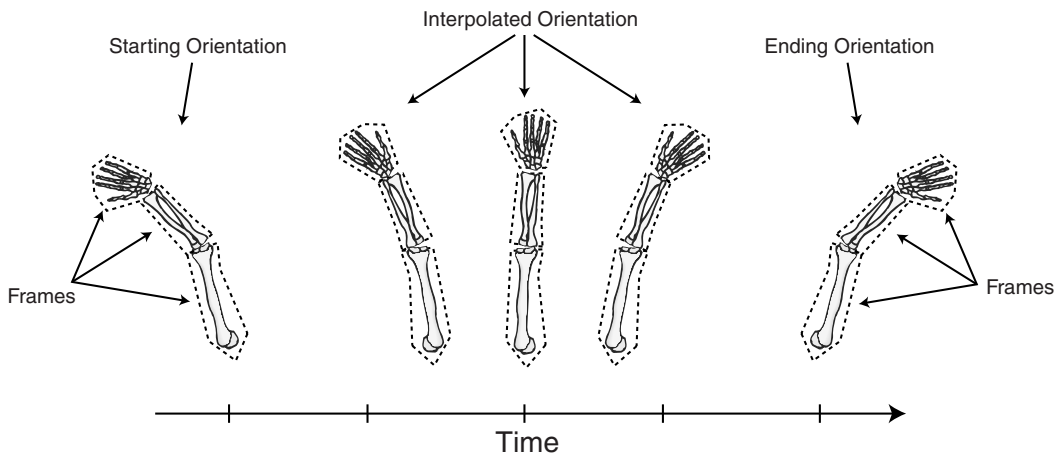 Interpolated Orientation
Starting Orientation
Ending Orientation
Frames
Frames
Time